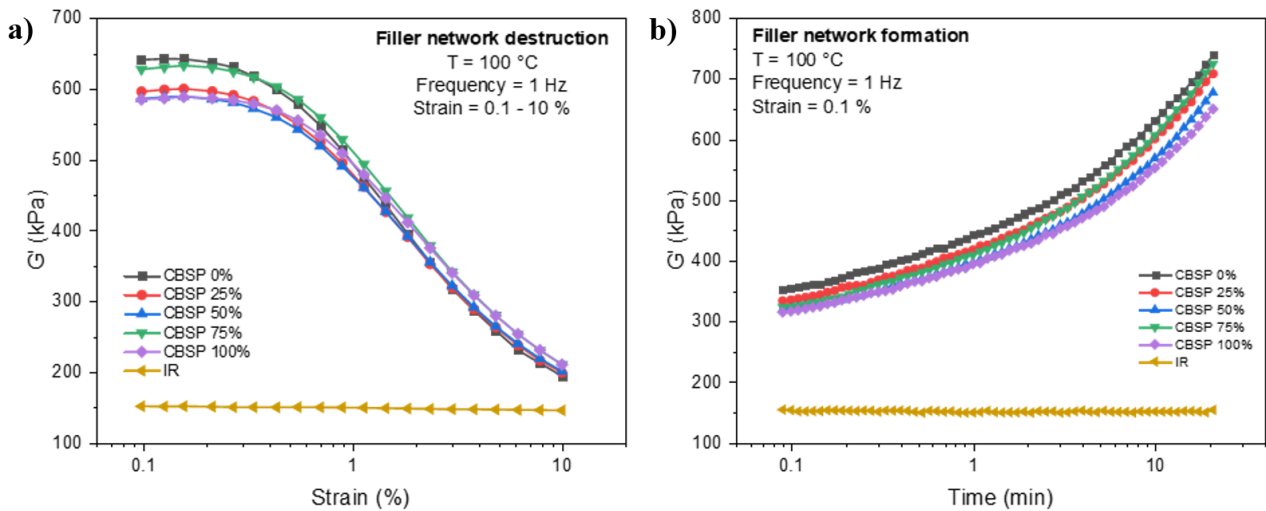 a)
700
600
500
400
300
200
100
G' (kPa)
Filler network destruction
T = 100 °C
Frequency = 1 Hz
Strain = 0.1 - 10 %
CBSP 0%
CBSP 25%
CBSP 50%
CBSP 75%
CBSP 100%
IR
0.1
1
10
Strain (%)
b)
800
700
600
500
400
300
200
100
G' (kPa)
Filler network formation
T = 100 °C
Frequency = 1 Hz
Strain = 0.1 %
CBSP 0%
CBSP 25%
CBSP 50%
CBSP 75%
CBSP 100%
IR
0.1
1
10
Time (min)